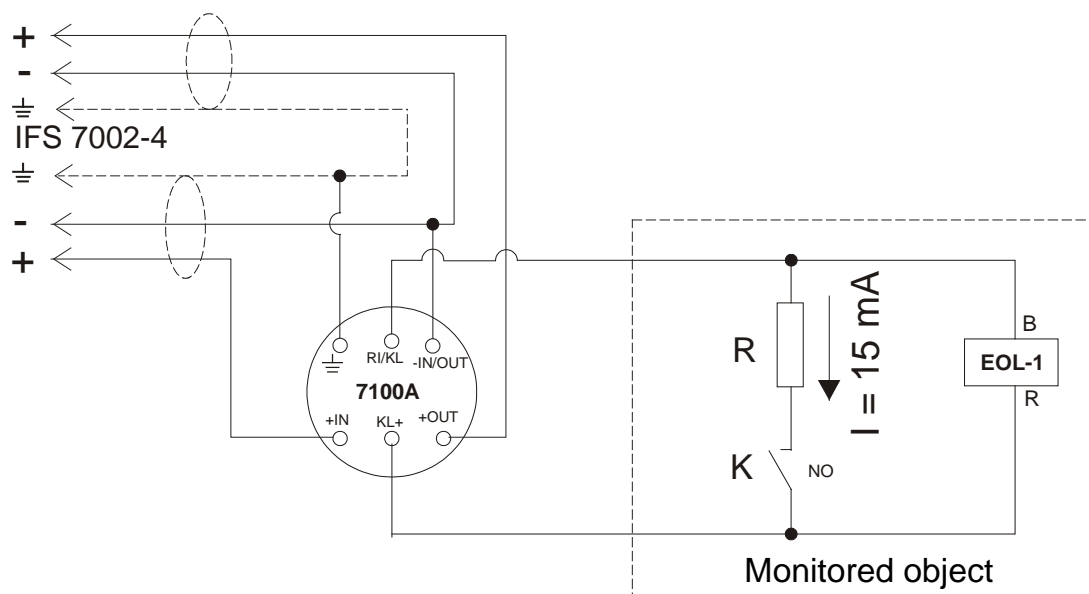 +
-
IFS 7002-4
-
+
RI/KL
-IN/OUT
7100A
+IN
KL+
+OUT
R
I = 15 mA
K
NO
B
EOL-1
R
Monitored object